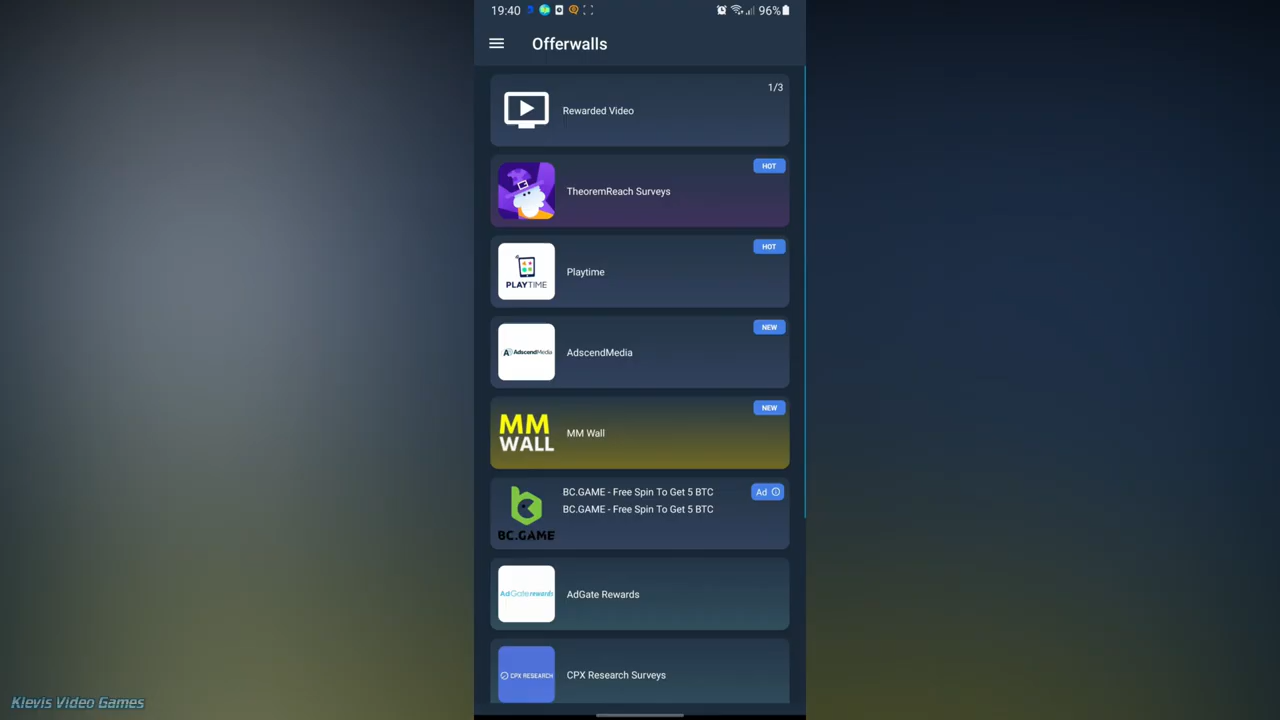 19:40
96%
Offerwalls
1/3
Rewarded Video
HOT
TheoremReach Surveys
HOT
PLAYTIME
Playtime
NEW
AdscendMedia
AdscendMedia
NEW
MM
WALL
MM Wall
BC.GAME - Free Spin To Get 5 BTC
Ad
BC.GAME - Free Spin To Get 5 BTC
BC.GAME
AdGate rewards
AdGate Rewards
CPX RESEARCH
CPX Research Surveys
Klevis Video Games